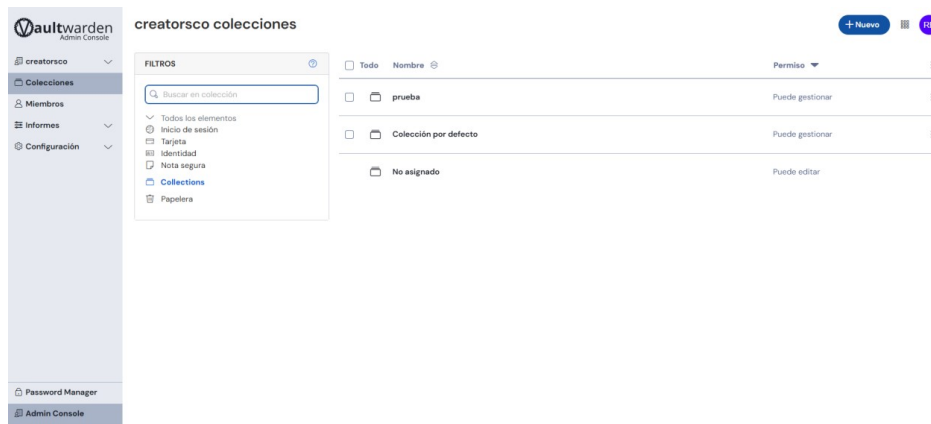 Vaultwarden
Admin Console
creatorsco
Colecciones
Miembros
Informes
Configuración
Password Manager
Admin Console
creatorsco colecciones
Nuevo
FILTROS
Buscar en colección
Todos los elementos
Inicio de sesión
Tarjeta
Identidad
Nota segura
Collections
Papelera
Todo Nombre Permiso
prueba Puede gestionar
Colección por defecto Puede gestionar
No asignado Puede editar